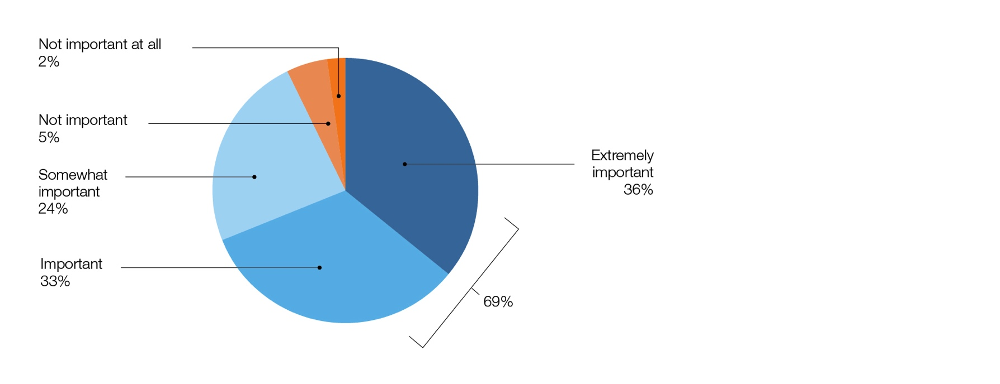 Not important at all
2%
Not important
5%
Somewhat
important
24%
Important
33%
Extremely
important
36%
69%